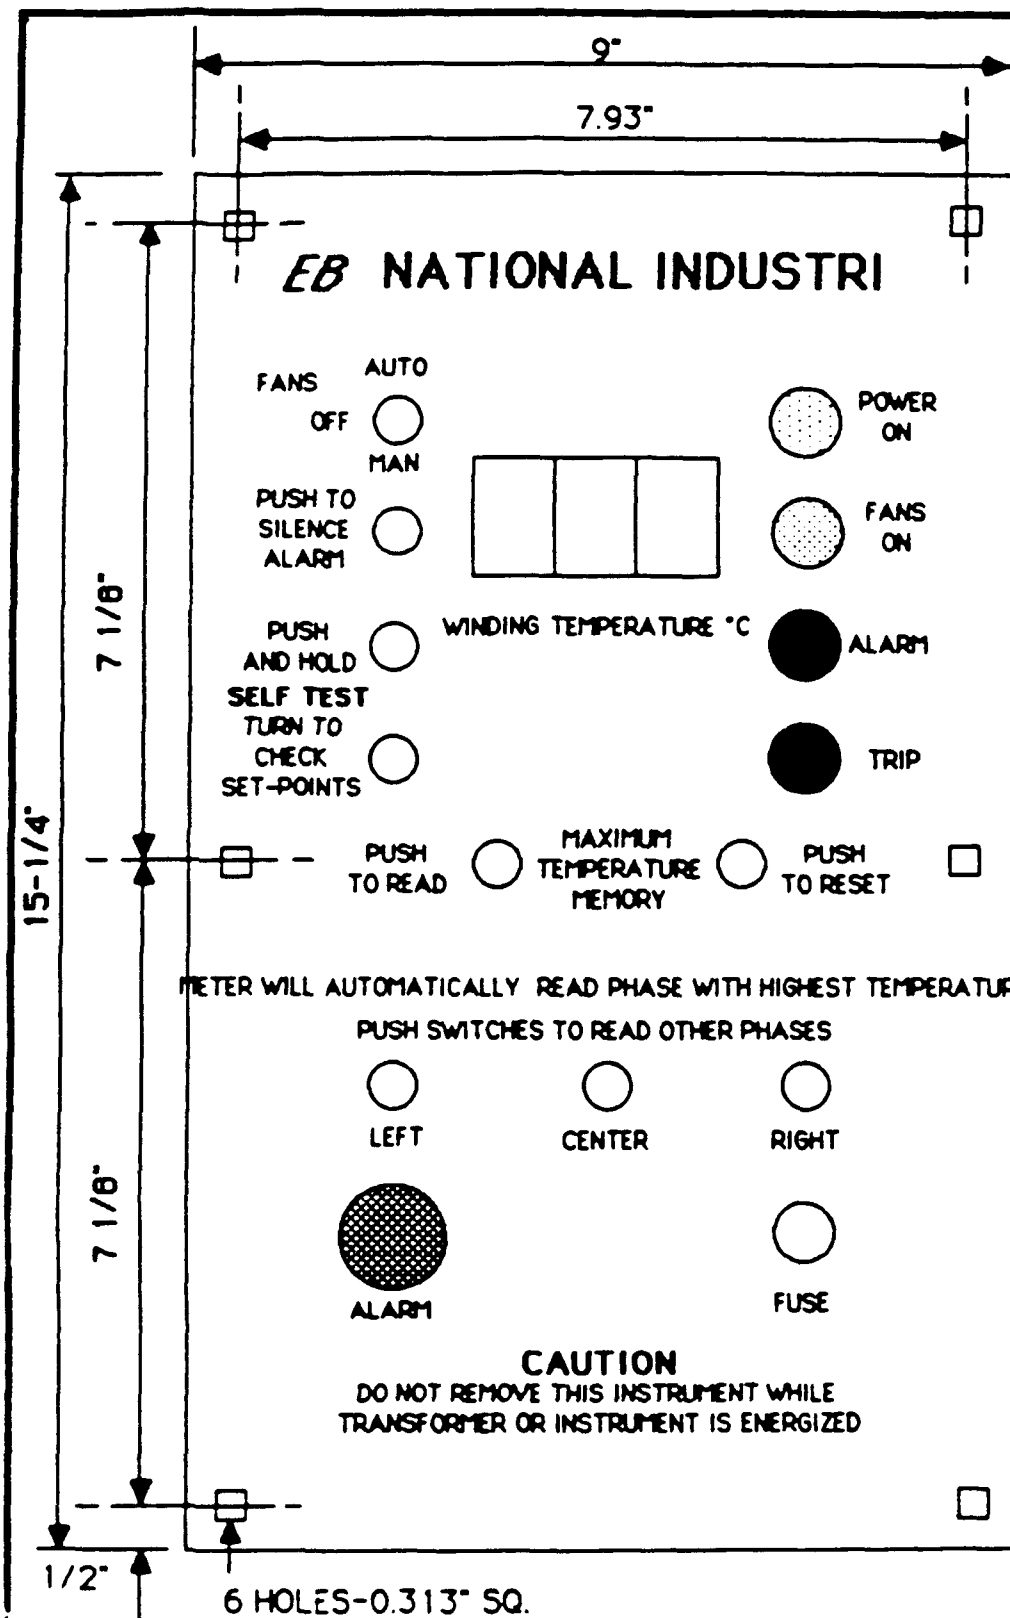 9"
7.93"
EB NATIONAL INDUSTRI
AUTO
FANS
OFF
MAN
POWER
ON
PUSH TO
SILENCE
ALARM
FANS
ON
7 1/8"
WINDING TEMPERATURE °C
PUSH
AND HOLD
SELF TEST
ALARM
TURN TO
CHECK
SET-POINTS
TRIP
15-1/4"
PUSH
TO READ
MAXIMUM
TEMPERATURE
MEMORY
PUSH
TO RESET
METER WILL AUTOMATICALLY READ PHASE WITH HIGHEST TEMPERATUR
PUSH SWITCHES TO READ OTHER PHASES
LEFT
CENTER
RIGHT
7 1/8"
ALARM
FUSE
CAUTION
DO NOT REMOVE THIS INSTRUMENT WHILE
TRANSFORMER OR INSTRUMENT IS ENERGIZED
1/2"
6 HOLES-0.313" SQ.